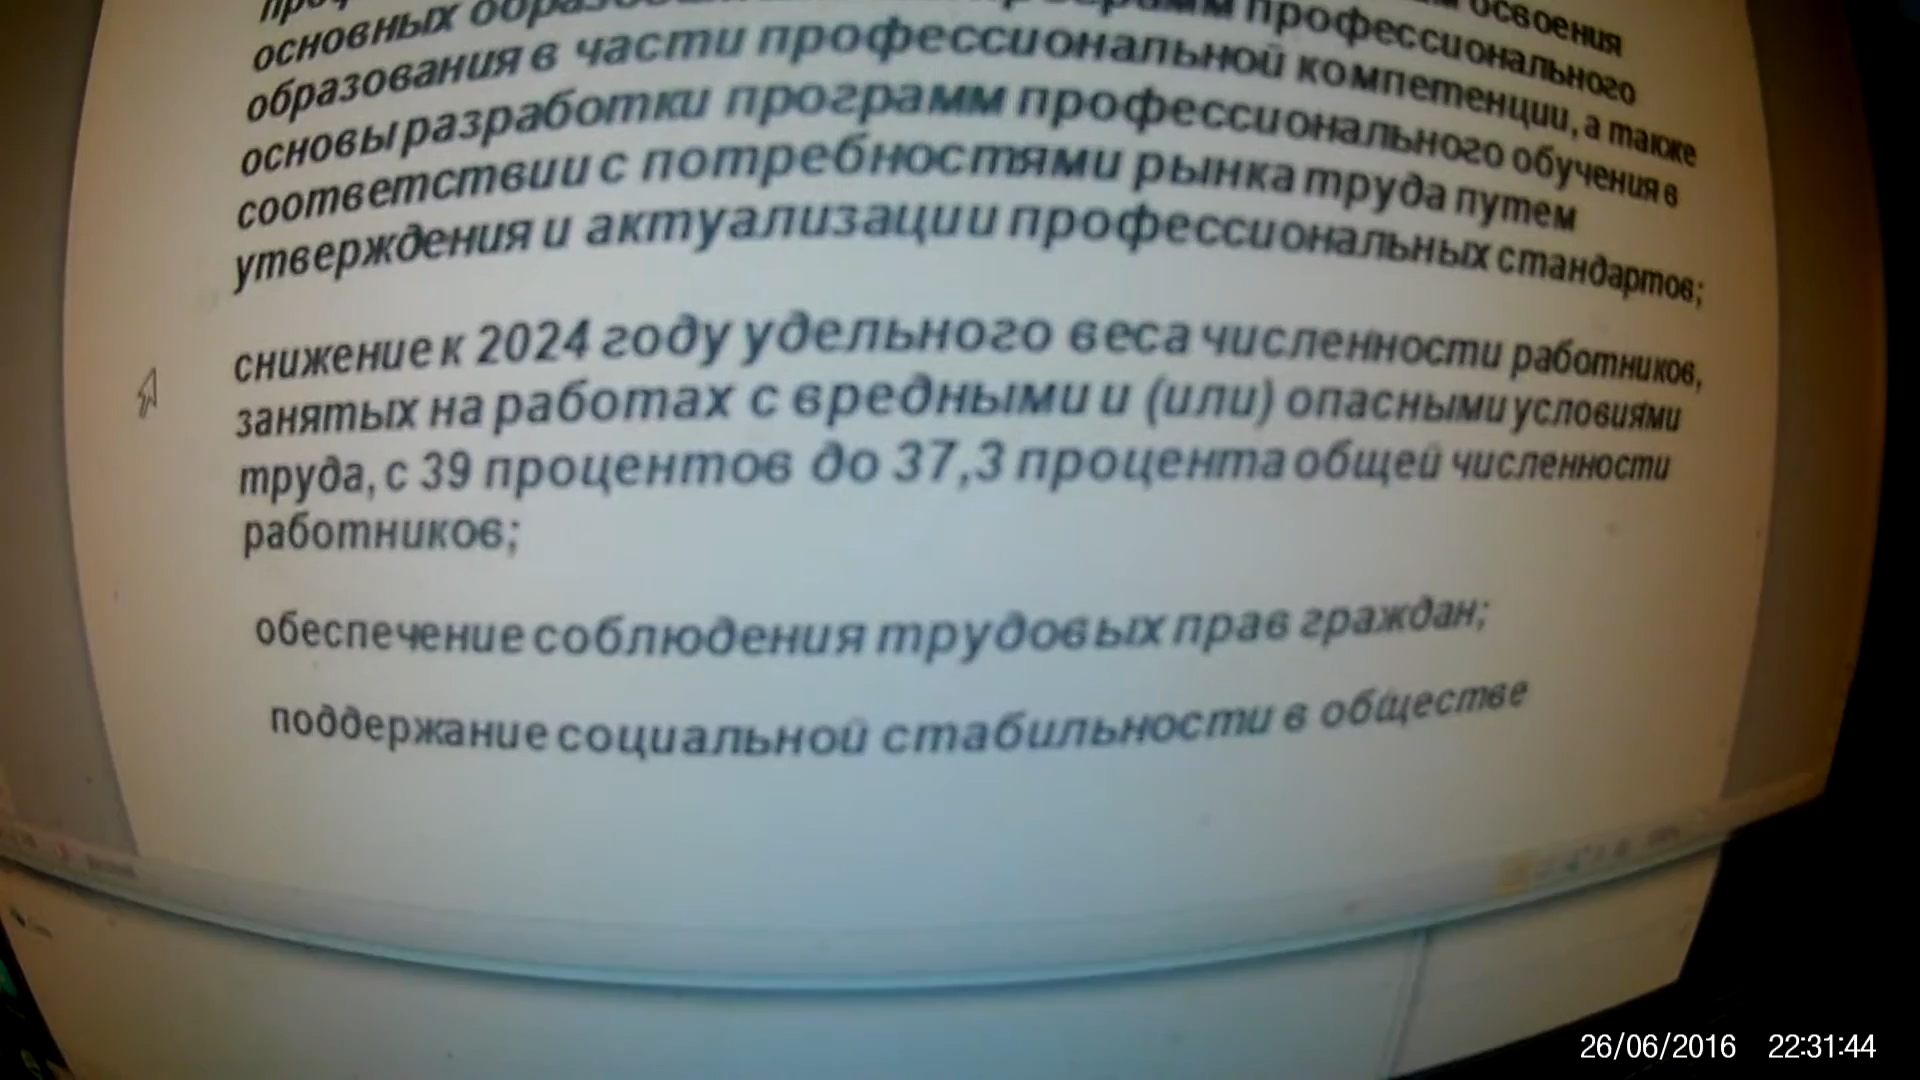 освоения
основных программ профессионального
образования в части профессиональной компетенции, а также
основы разработки программ профессионального обучения в
соответствии с потребностями рынка труда путем
утверждения и актуализации профессиональных стандартов;
снижение к 2024 году удельного веса численности работников,
занятых на работах с вредными и (или) опасными условиями
труда, с 39 процентов до 37,3 процента общей численности
работников;
обеспечение соблюдения трудовых прав граждан;
поддержание социальной стабильности в обществе
26/06/2016 22:31:44